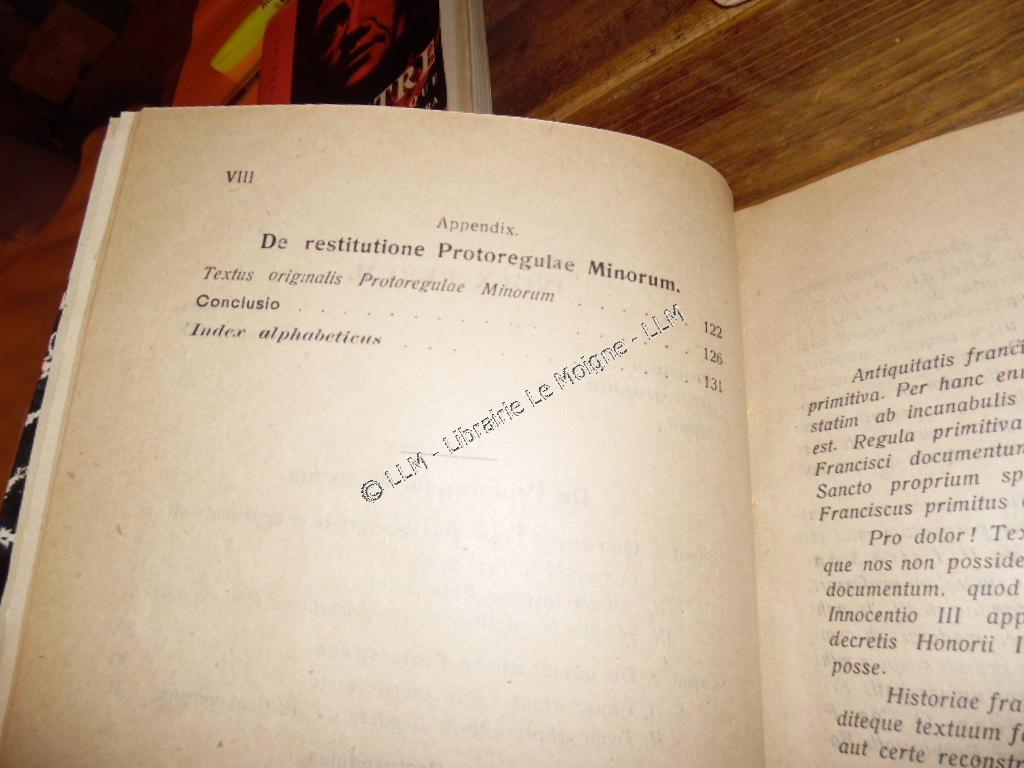 VIII
Appendix.
De restitutione Protoregulae Minorum.
Textus originalis Protoregulae Minorum . . . . . . 122
Conclusio . . . . . . . . . . . 126
Index alphabeticus . . . . . . . . . 131
© LLM - Librairie Le Moigne - LLM
Antiquitatis franci
primitiva. Per hanc eni
statim ab incunabulis
est. Regula primitiva
Francisci documentum
Sancto proprium sp
Franciscus primitus
Pro dolor! Tex
que nos non posside
documentum, quod
Innocentio III app
decretis Honorii I
posse.
Historiae fra
diteque textuum f
aut certe reconstr